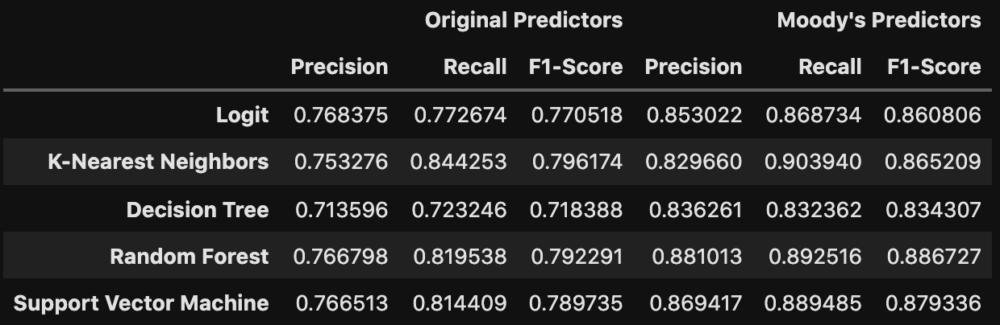 Original Predictors Moody's Predictors
Precision Recall F1-Score Precision Recall F1-Score
Logit 0.768375 0.772674 0.770518 0.853022 0.868734 0.860806
K-Nearest Neighbors 0.753276 0.844253 0.796174 0.829660 0.903940 0.865209
Decision Tree 0.713596 0.723246 0.718388 0.836261 0.832362 0.834307
Random Forest 0.766798 0.819538 0.792291 0.881013 0.892516 0.886727
Support Vector Machine 0.766513 0.814409 0.789735 0.869417 0.889485 0.879336